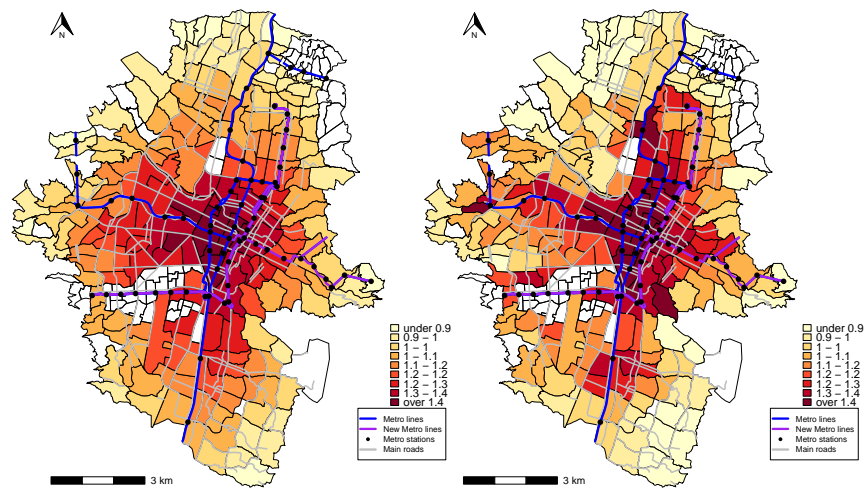 N
under 0.9
0.9 − 1
1 − 1
1 − 1.1
1.1 − 1.2
1.2 − 1.2
1.2 − 1.3
1.3 − 1.4
over 1.4
Metro lines
New Metro lines
Metro stations
Main roads
3 km
N
under 0.9
0.9 − 1
1 − 1
1 − 1.1
1.1 − 1.2
1.2 − 1.2
1.2 − 1.3
1.3 − 1.4
over 1.4
Metro lines
New Metro lines
Metro stations
Main roads
3 km